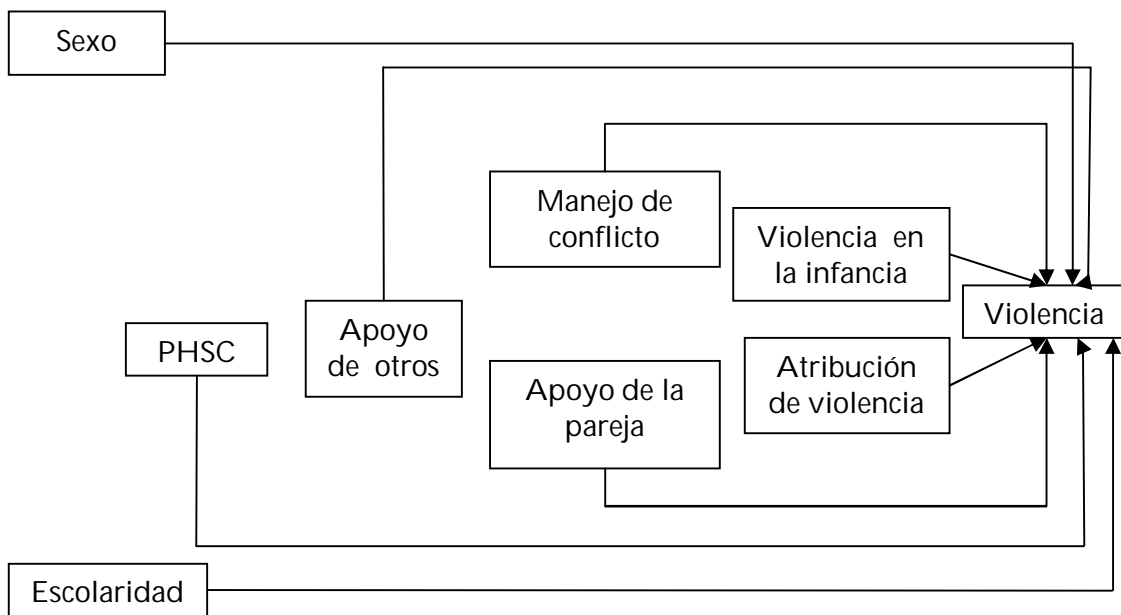 Sexo
Manejo de
conflicto
Violencia en
la infancia
Violencia
Apoyo
de otros
PHSC
Apoyo de la
pareja
Atribución
de violencia
Escolaridad